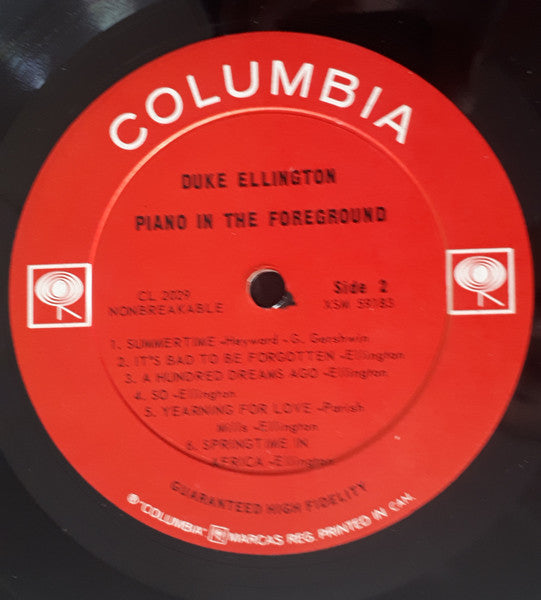 COLUMBIA
DUKE ELLINGTON
PIANO IN THE FOREGROUND
CL 2029
NONBREAKABLE
Side 2
XSW 59183
1. SUMMERTIME -Heyward -G. Gershwin
2. IT'S BAD TO BE FORGOTTEN -Ellington
3. A HUNDRED DREAMS AGO -Ellington
4. SO -Ellington
5. YEARNING FOR LOVE -Parish
Mills -Ellington
6. SPRINGTIME IN
AFRICA -Ellington
GUARANTEED HIGH FIDELITY
® "COLUMBIA" MARCAS REG. PRINTED IN CAN.